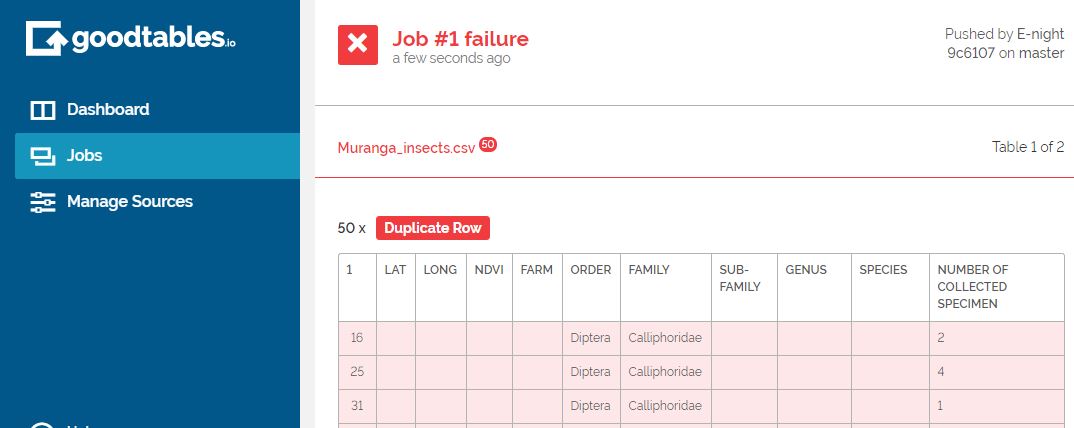 goodtables.io
Dashboard
Jobs
Manage Sources
Job #1 failure
a few seconds ago
Pushed by E-night
9c6107 on master
Muranga_insects.csv 50
Table 1 of 2
50 x Duplicate Row
1 LAT LONG NDVI FARM ORDER FAMILY SUB-FAMILY GENUS SPECIES NUMBER OF COLLECTED SPECIMEN
16 Diptera Calliphoridae 2
25 Diptera Calliphoridae 4
31 Diptera Calliphoridae 1